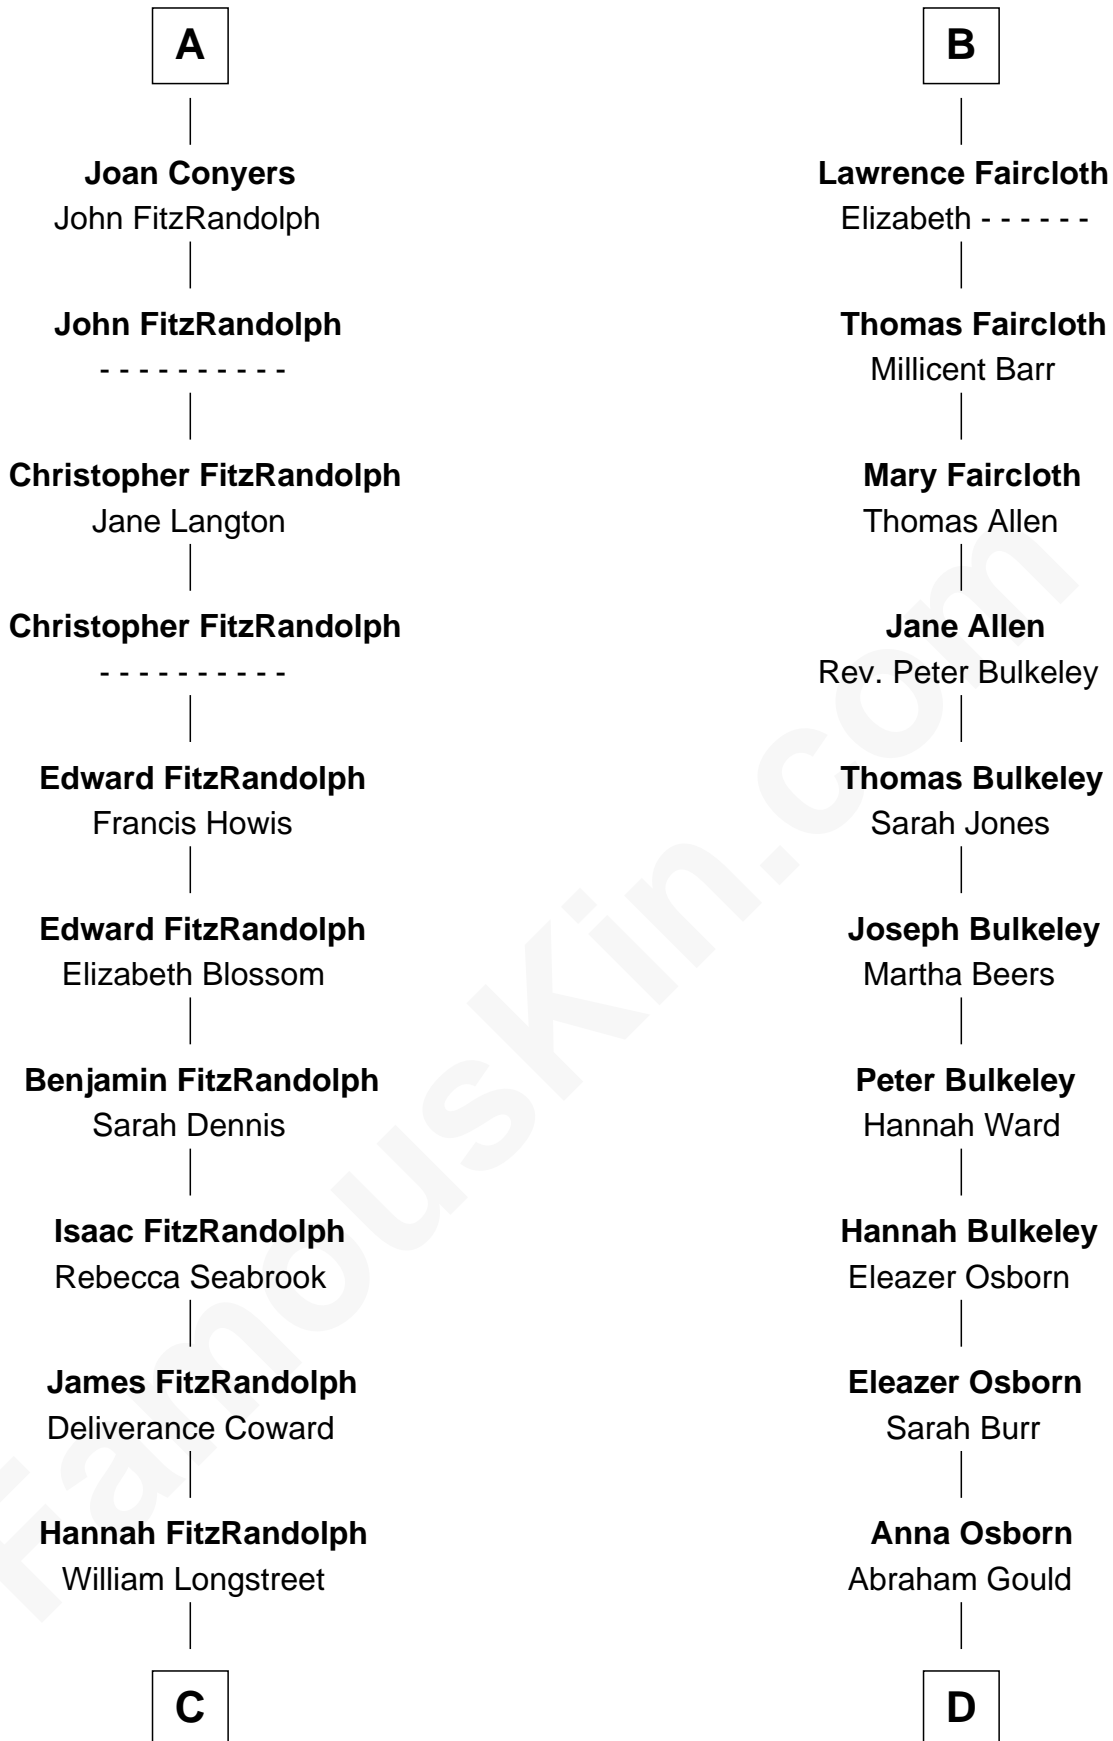 A
Joan Conyers
John FitzRandolph
John FitzRandolph
- - - - - - - - - -
Christopher FitzRandolph
Jane Langton
Christopher FitzRandolph
- - - - - - - - - -
Edward FitzRandolph
Francis Howis
Edward FitzRandolph
Elizabeth Blossom
Benjamin FitzRandolph
Sarah Dennis
Isaac FitzRandolph
Rebecca Seabrook
James FitzRandolph
Deliverance Coward
Hannah FitzRandolph
William Longstreet
C
B
Lawrence Faircloth
Elizabeth - - - - - -
Thomas Faircloth
Millicent Barr
Mary Faircloth
Thomas Allen
Jane Allen
Rev. Peter Bulkeley
Thomas Bulkeley
Sarah Jones
Joseph Bulkeley
Martha Beers
Peter Bulkeley
Hannah Ward
Hannah Bulkeley
Eleazer Osborn
Eleazer Osborn
Sarah Burr
Anna Osborn
Abraham Gould
D
FamousKin.com